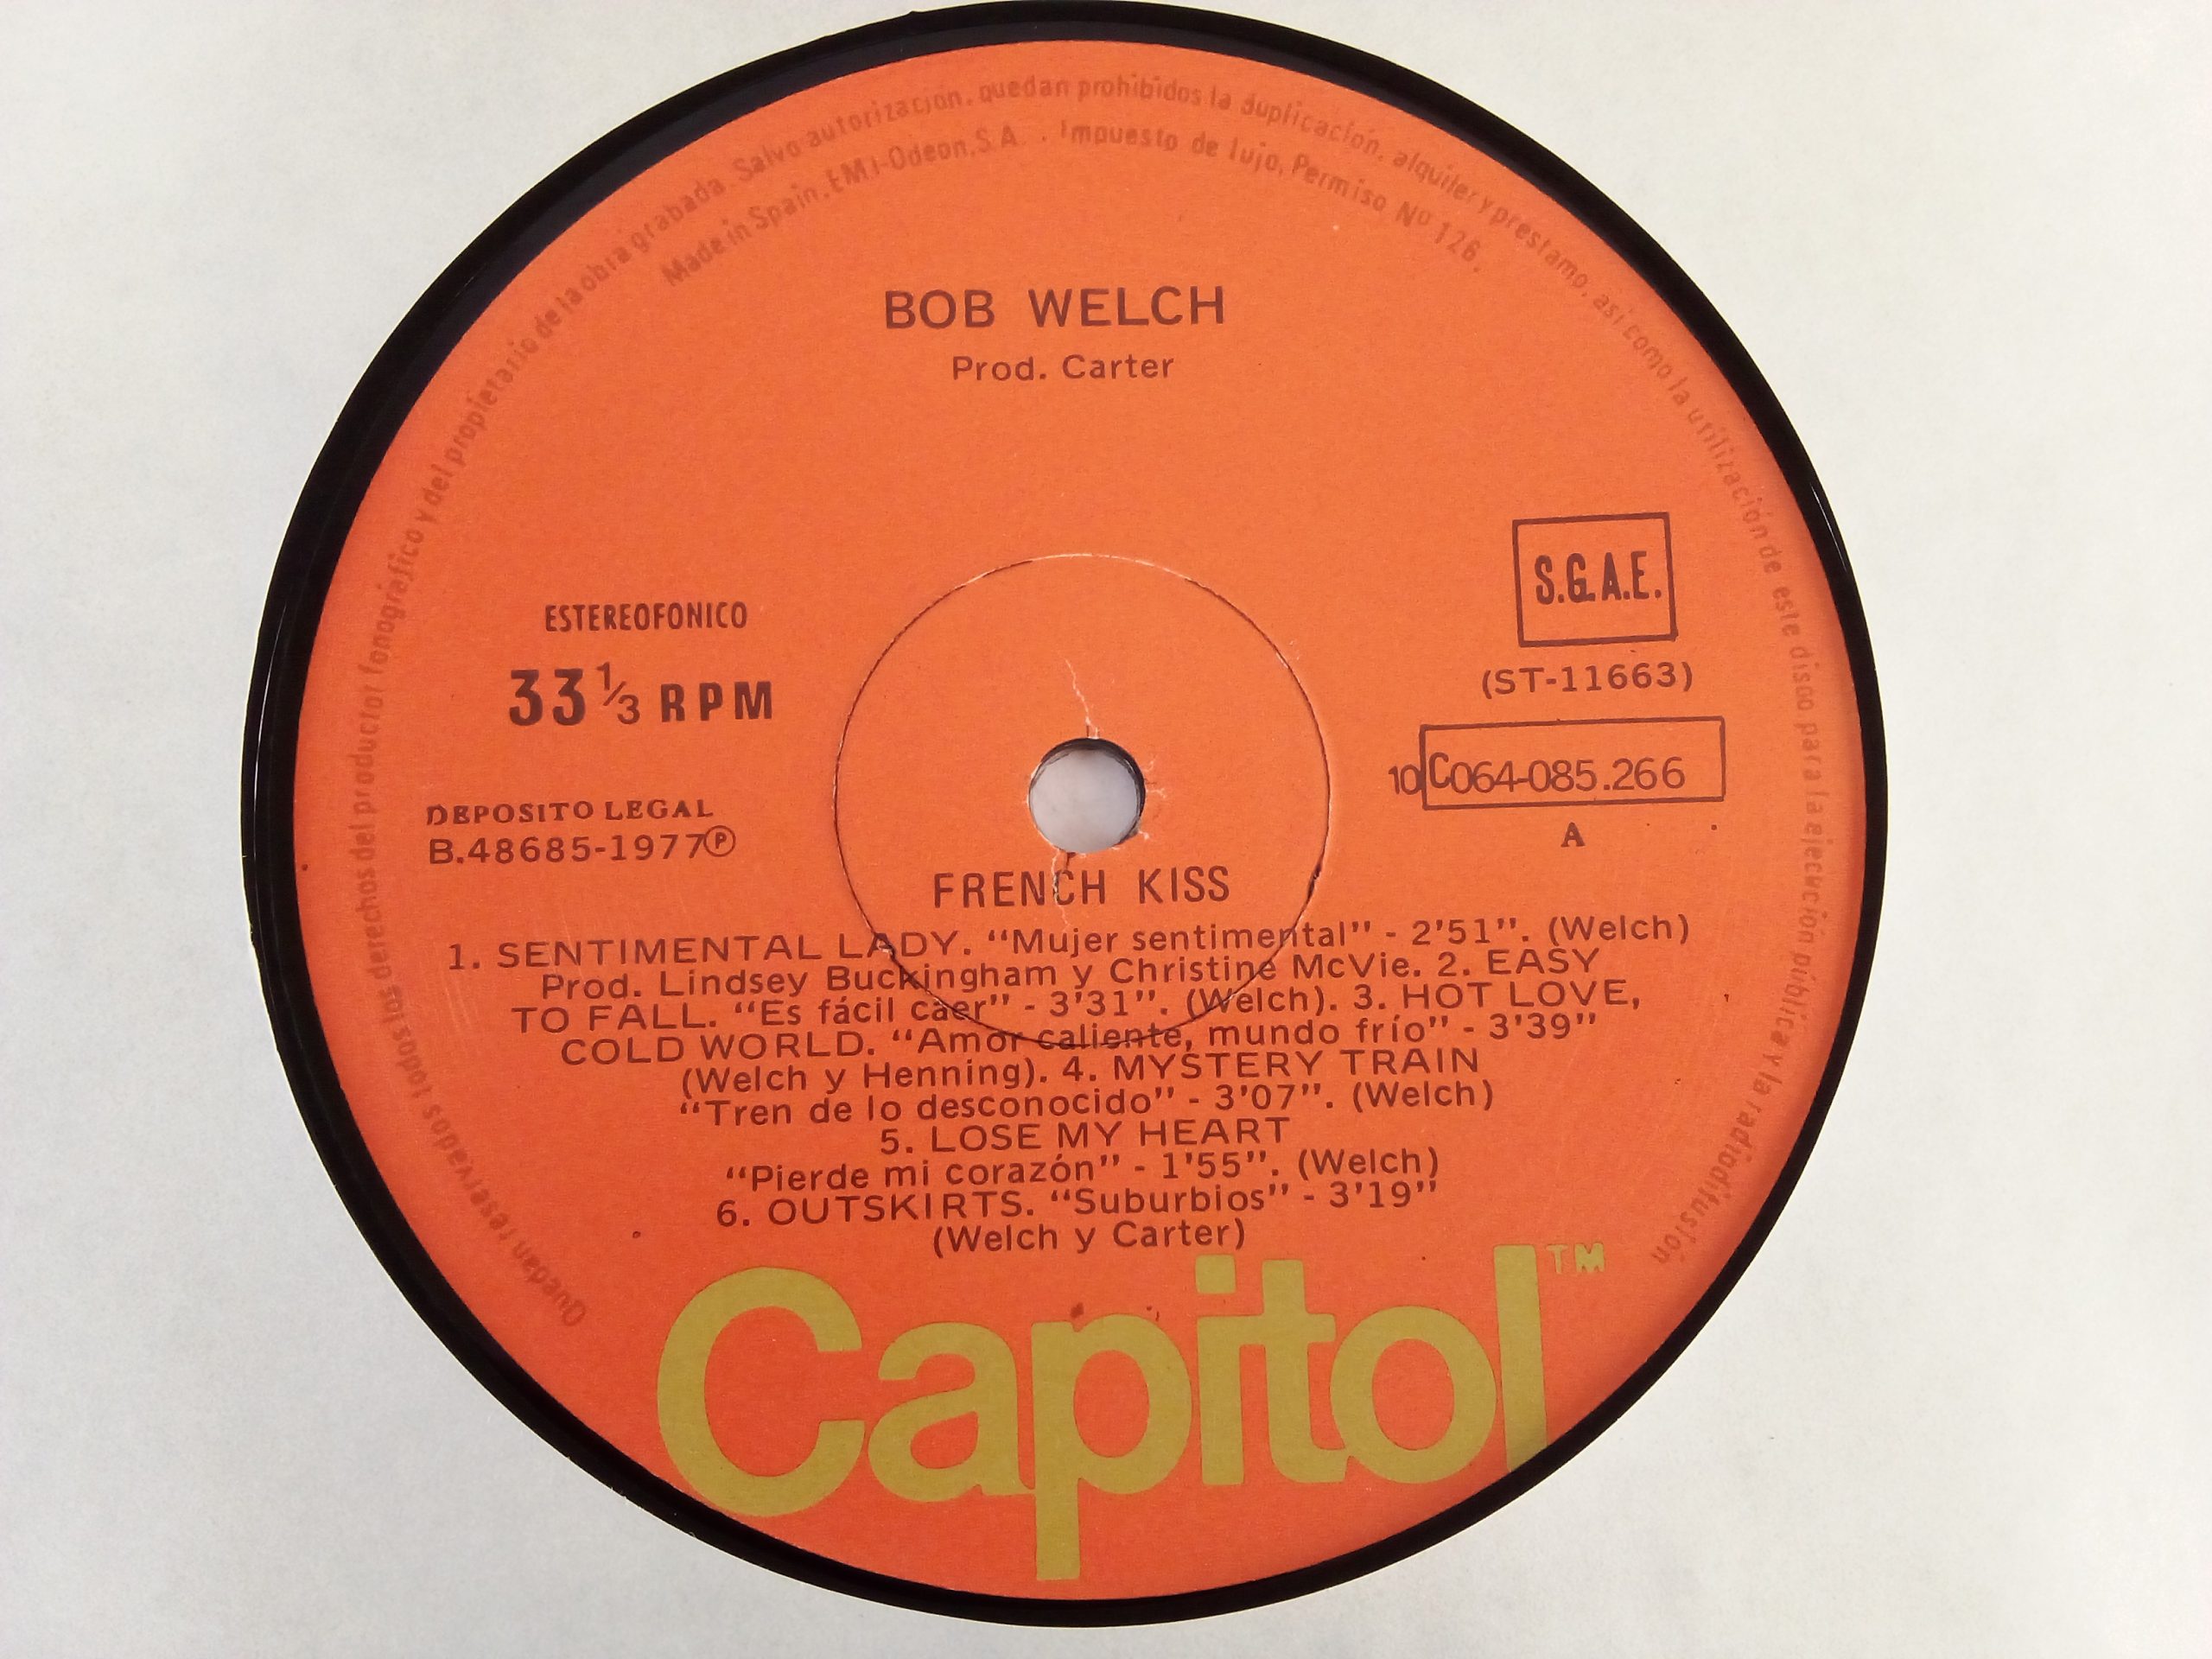 Quedan reservados todos los derechos del productor fonográfico y del propietario de la obra grabada. Salvo autorización, quedan prohibidos la duplicación, alquiler y préstamo, así como la utilización de este disco para la ejecución pública y la radiodifusión
Made in Spain, EMI-Odeon, S.A. . Impuesto de lujo, Permiso Nº 126.
BOB WELCH
Prod. Carter
S.G.A.E.
ESTEREOFONICO
(ST-11663)
33 1/3 RPM
10 C064-085.266
DEPOSITO LEGAL
A
B.48685-1977 Ⓟ
FRENCH KISS
1. SENTIMENTAL LADY. “Mujer sentimental” - 2’51”. (Welch)
Prod. Lindsey Buckingham y Christine McVie. 2. EASY
TO FALL. “Es fácil caer” - 3’31”. (Welch). 3. HOT LOVE,
COLD WORLD. “Amor caliente, mundo frío” - 3’39”
(Welch y Henning). 4. MYSTERY TRAIN
“Tren de lo desconocido” - 3’07”. (Welch)
5. LOSE MY HEART
“Pierde mi corazón” - 1’55”. (Welch)
6. OUTSKIRTS. “Suburbios” - 3’19”
(Welch y Carter)
Capitol™